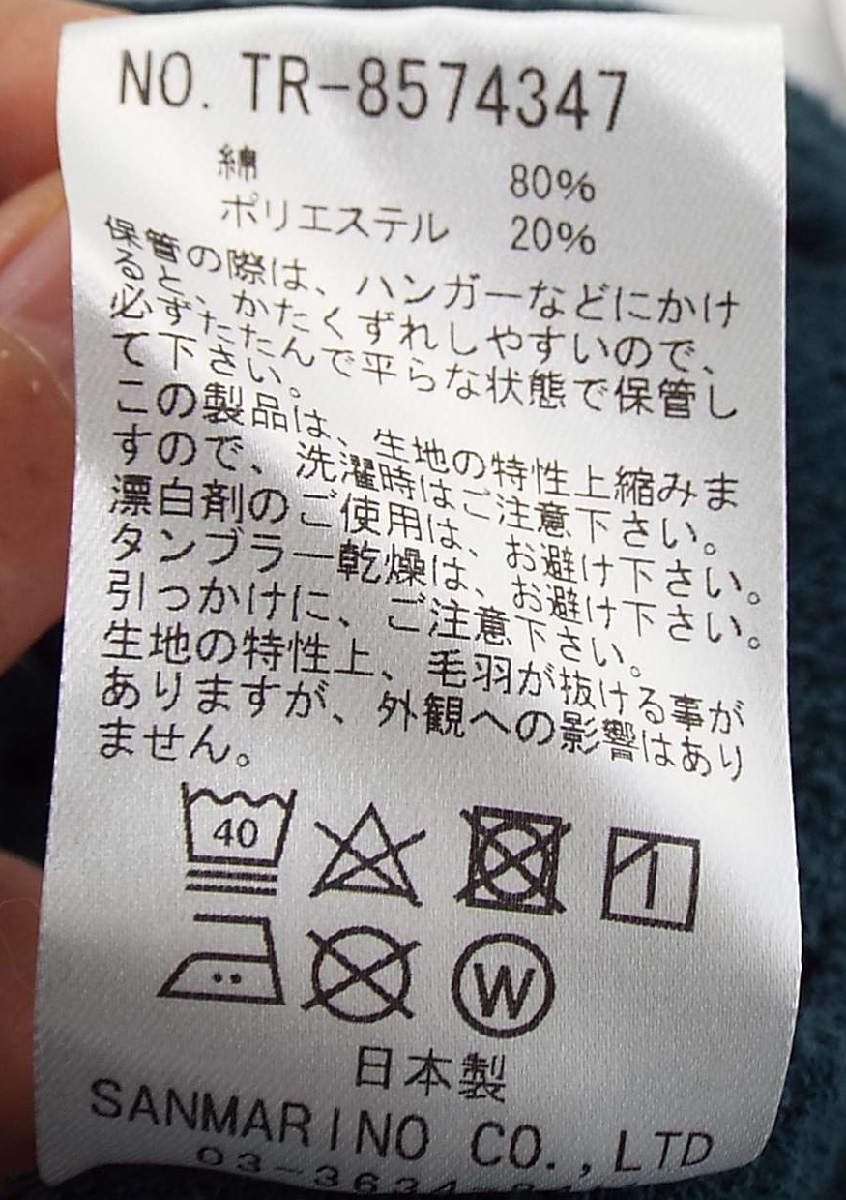 NO. TR-8574347
綿 80%
ポリエステル 20%
保管の際は、ハンガーなどにかけ
ると、かたくずれしやすいので、
必ずたたんで平らな状態で保管し
て下さい。
この製品は、生地の特性上縮みま
すので、洗濯時はご注意下さい。
漂白剤のご使用は、お避け下さい。
タンブラー乾燥は、お避け下さい。
引っかけに、ご注意下さい。
生地の特性上、毛羽が抜ける事が
ありますが、外観への影響はあり
ません。
40
W
日本製
SANMARINO CO.,LTD
03-3634-